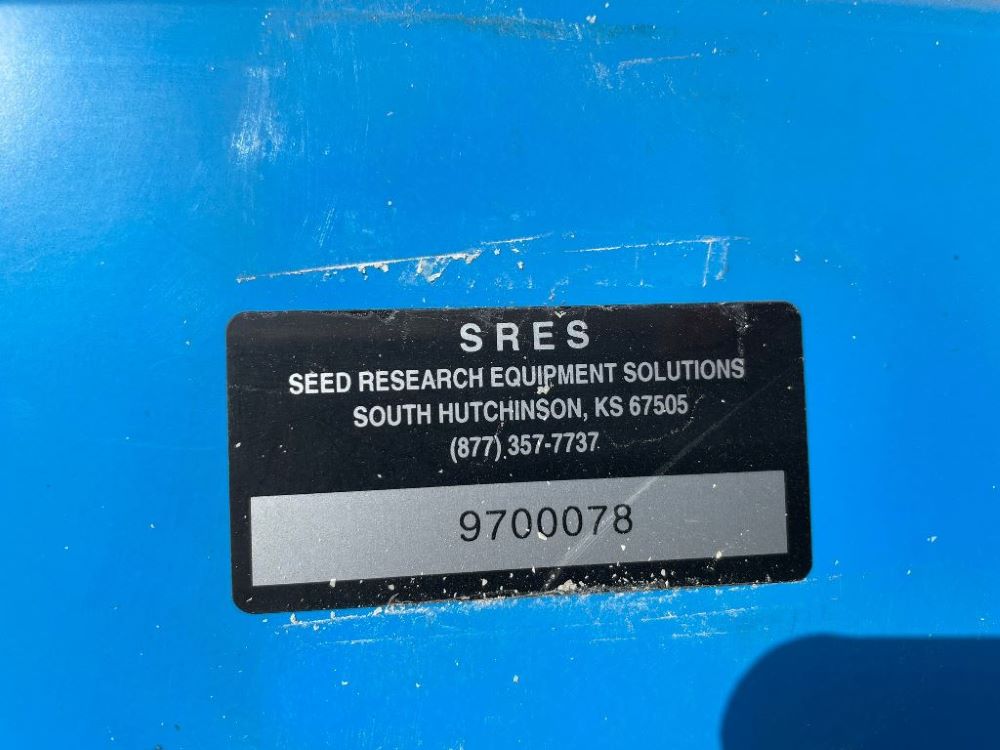 SRES
SEED RESEARCH EQUIPMENT SOLUTIONS
SOUTH HUTCHINSON, KS 67505
(877) 357-7737
9700078